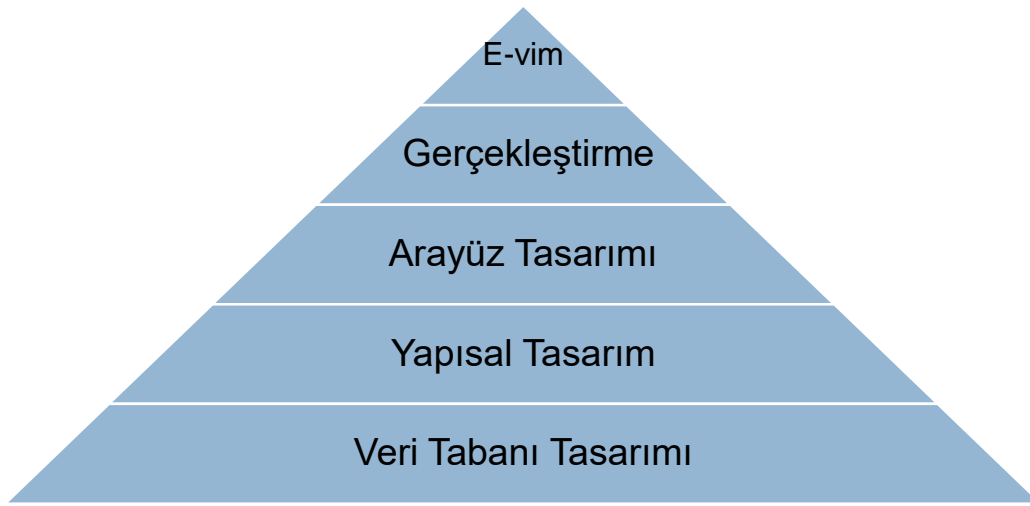 E-vim
Gerçekleştirme
Arayüz Tasarımı
Yapısal Tasarım
Veri Tabanı Tasarımı